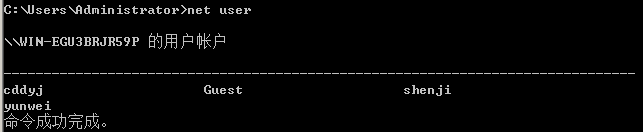 C:\Users\Administrator>net user
\\WIN-EGU3BRJR59P 的用户帐户
-------------------------------------------------------------------------------
cddyj                    Guest                    shenji
yunwei
命令成功完成。